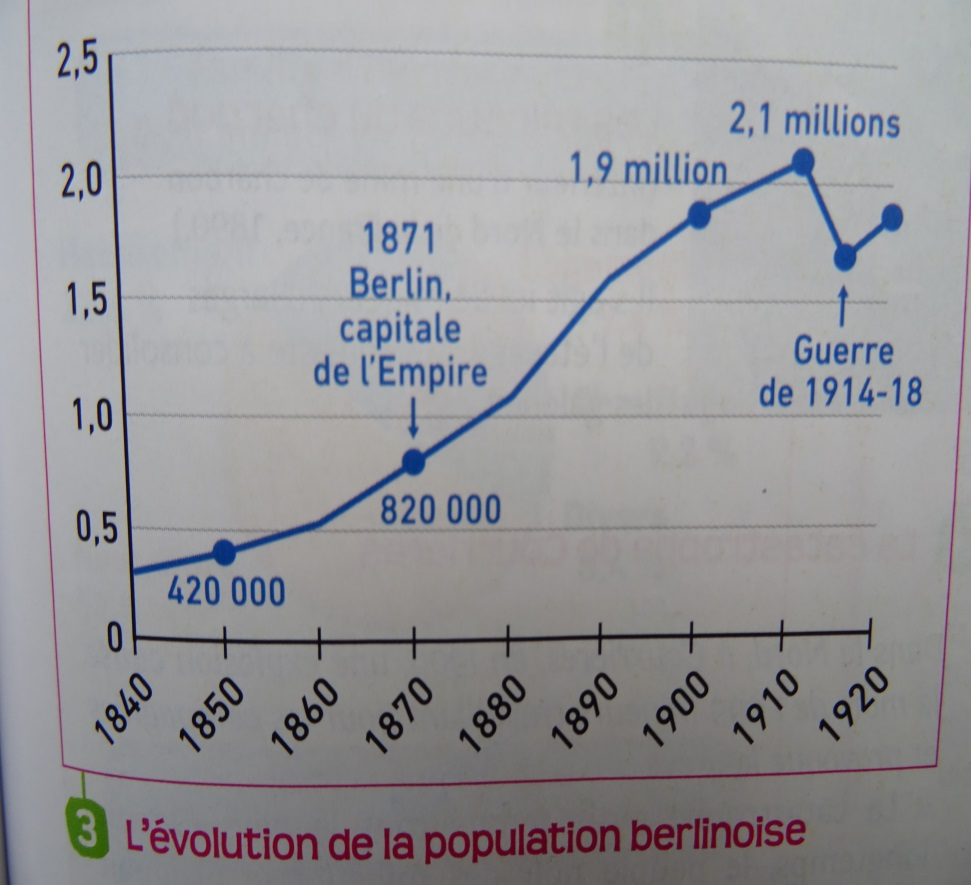 2,5
2,1 millions
1,9 million
2,0
1871
Berlin,
capitale
de l'Empire
1,5
Guerre
de 1914-18
1,0
820 000
0,5
420 000
0
1840
1850
1860
1870
1880
1890
1900
1910
1920
3 L'évolution de la population berlinoise